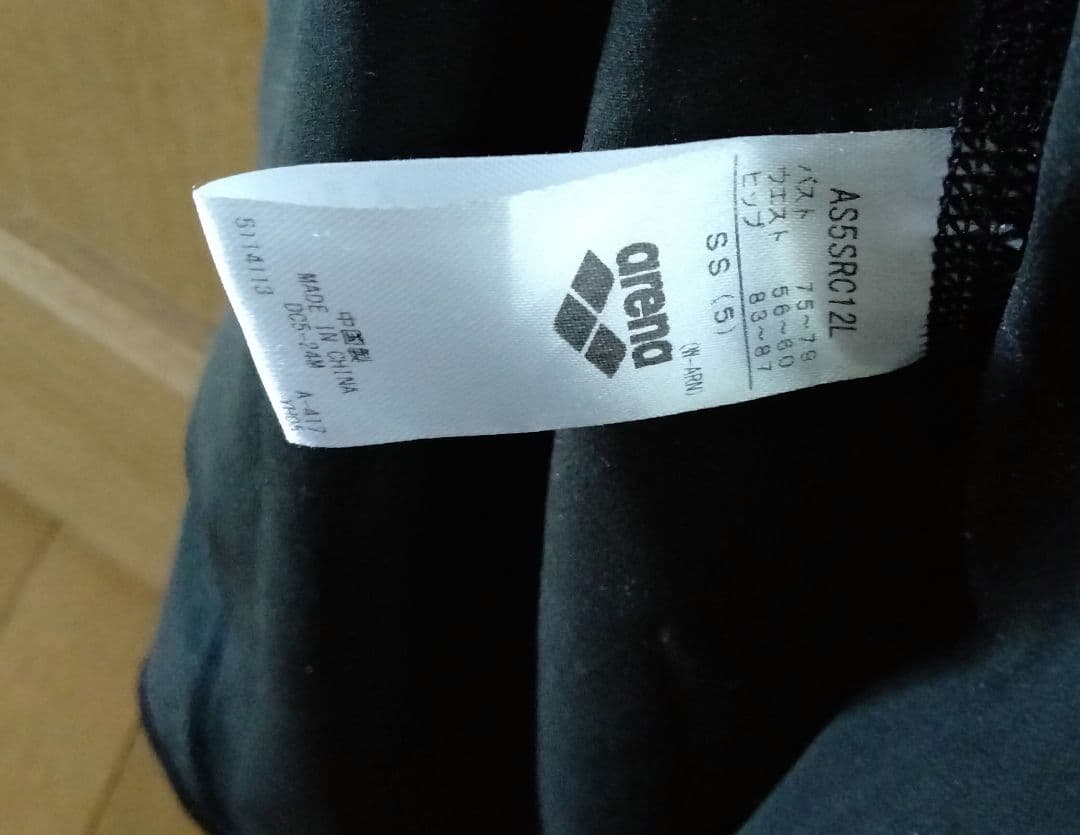 AS5SRC12L
バスト 75~79
ウエスト 56~60
ヒップ 83~87
SS (5)
(W-ARN)
arena
中国製
MADE IN CHINA
DC5-24M A-417
5114113